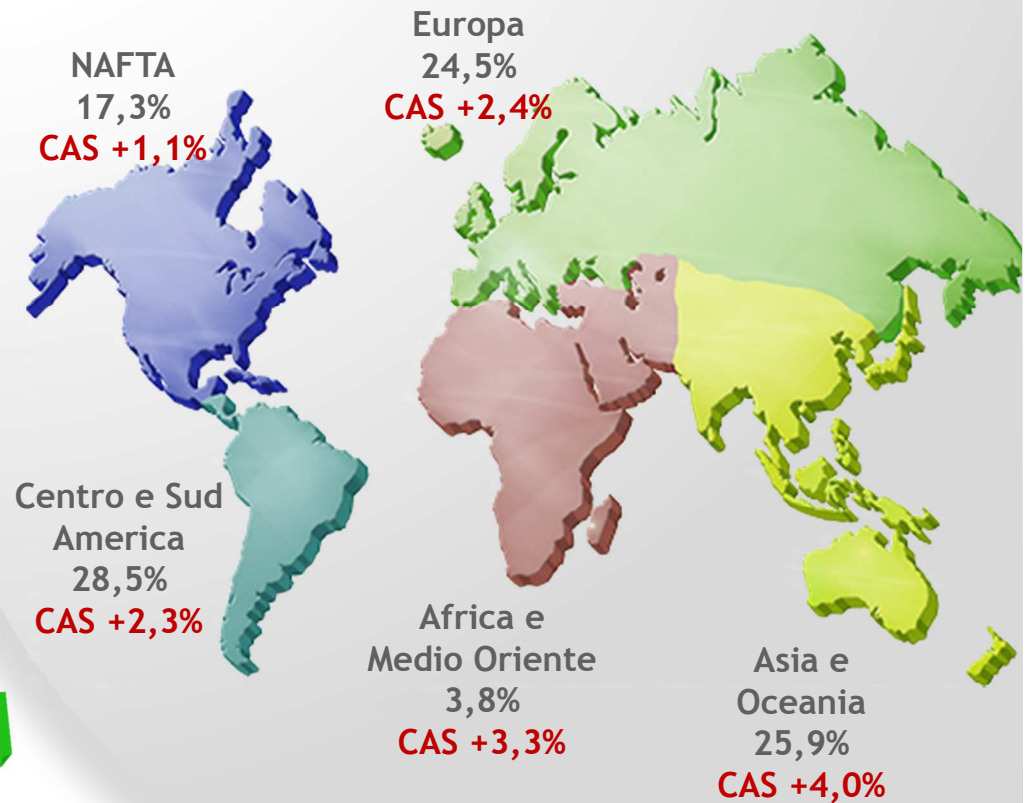 NAFTA
17,3%
CAS +1,1%
Europa
24,5%
CAS +2,4%
Centro e Sud
America
28,5%
CAS +2,3%
Africa e
Medio Oriente
3,8%
CAS +3,3%
Asia e
Oceania
25,9%
CAS +4,0%